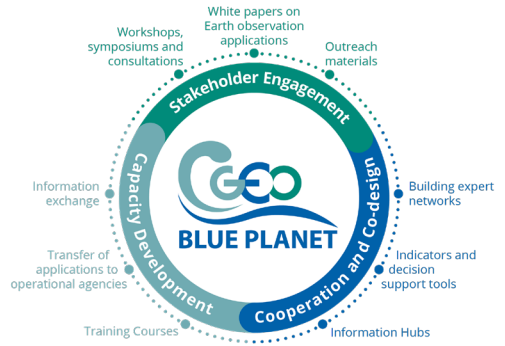 White papers on
Earth observation
applications
Workshops,
symposiums and
consultations
Outreach
materials
Stakeholder Engagement
Capacity Development
Cooperation and Co-design
GEO
BLUE PLANET
Information
exchange
Building expert
networks
Transfer of
applications to
operational agencies
Indicators and
decision
support tools
Training Courses
Information Hubs